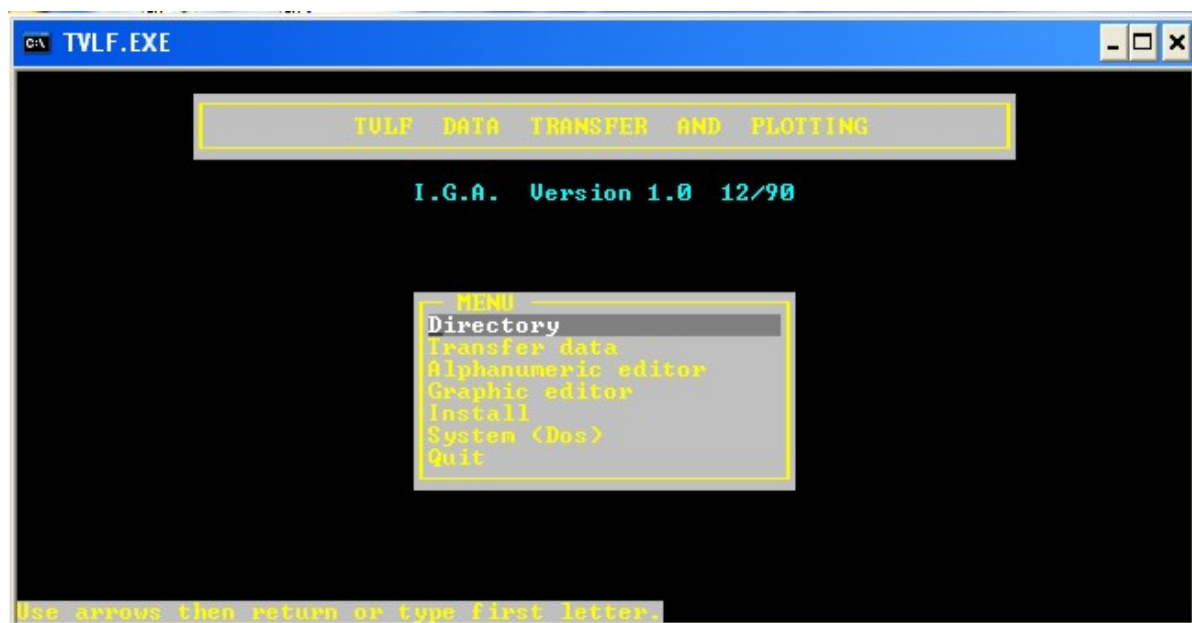 TVLF.EXE
TVLF DATA TRANSFER AND PLOTTING
I.G.A. Version 1.0 12/90
MENU
Directory
Transfer data
Alphanumeric editor
Graphic editor
Install
System (Dos)
Quit
Use arrows then return or type first letter.